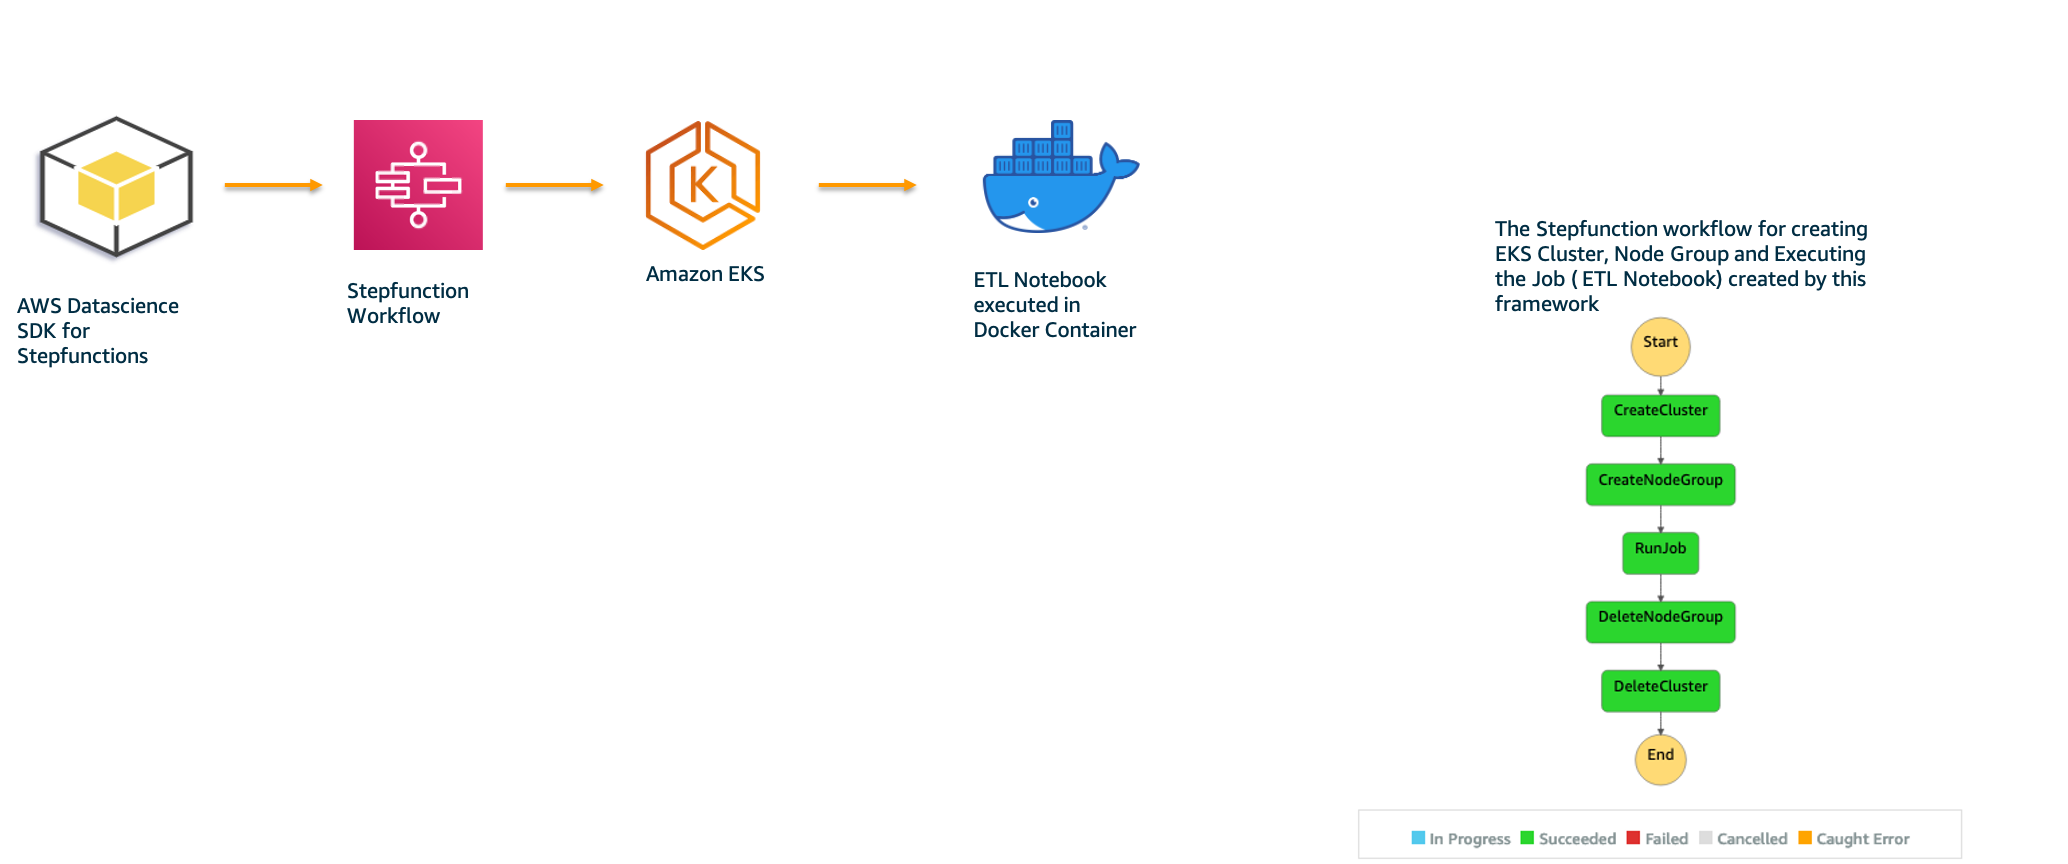 AWS Datascience
SDK for
Stepfunctions
Stepfunction
Workflow
K
Amazon EKS
ETL Notebook
executed in
Docker Container
The Stepfunction workflow for creating
EKS Cluster, Node Group and Executing
the Job ( ETL Notebook) created by this
framework
Start
CreateCluster
CreateNodeGroup
RunJob
DeleteNodeGroup
DeleteCluster
End
In Progress Succeeded Failed Cancelled Caught Error